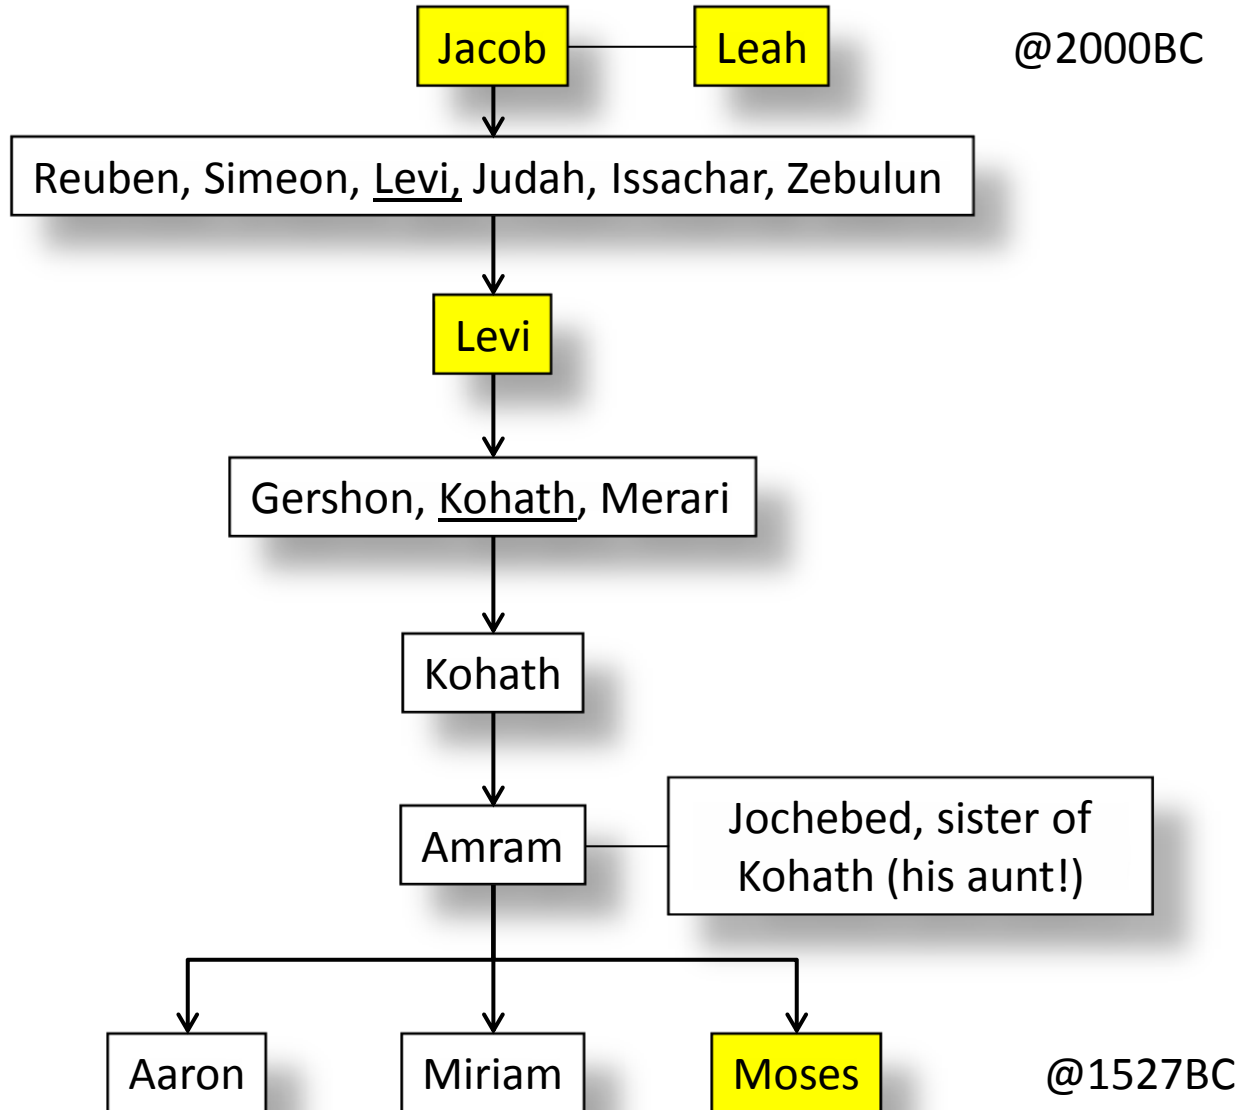 Jacob
Leah
@2000BC
Reuben, Simeon, Levi, Judah, Issachar, Zebulun
Levi
Gershon, Kohath, Merari
Kohath
Amram
Jochebed, sister of
Kohath (his aunt!)
Aaron
Miriam
Moses
@1527BC